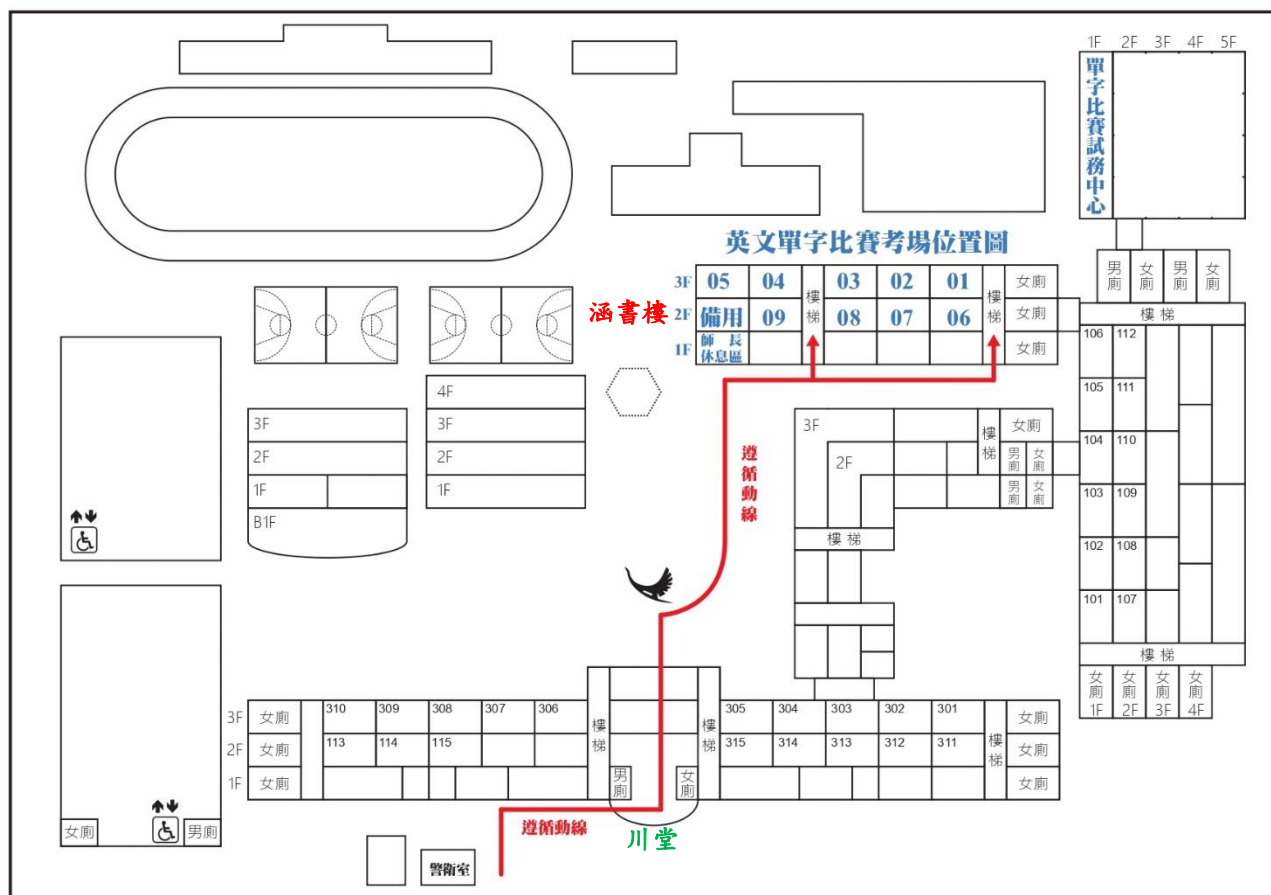 1F 2F 3F 4F 5F
單字比賽試務中心
英文單字比賽考場位置圖
涵書樓
3F 05 04 樓梯 03 02 01 樓梯 女廁
2F 備用 09 08 07 06 女廁
1F 師長休息區 女廁
男廁 女廁 男廁 女廁
樓梯
106 112
105 111
104 110
103 109
102 108
101 107
樓梯
女廁 女廁 女廁 女廁
1F 2F 3F 4F
4F
3F
2F
1F
3F
2F
1F
B1F
3F
2F
樓梯
女廁
男廁 女廁
男廁 女廁
樓梯
遵循動線
3F 女廁 310 309 308 307 306 樓梯 樓梯 305 304 303 302 301 樓梯 女廁
2F 女廁 113 114 115 315 314 313 312 311 女廁
1F 女廁 男廁 女廁 女廁
女廁 男廁
遵循動線
川堂
警衛室